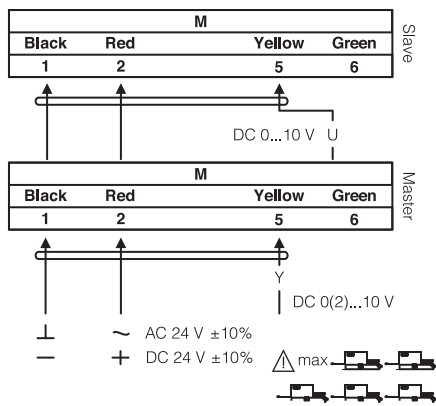 M
Black Red Yellow Green
1 2 5 6
Slave
DC 0...10 V U
M
Black Red Yellow Green
1 2 5 6
Master
Y
DC 0(2)...10 V
⊥ ~ AC 24 V ±10%
− + DC 24 V ±10%
⚠ max.